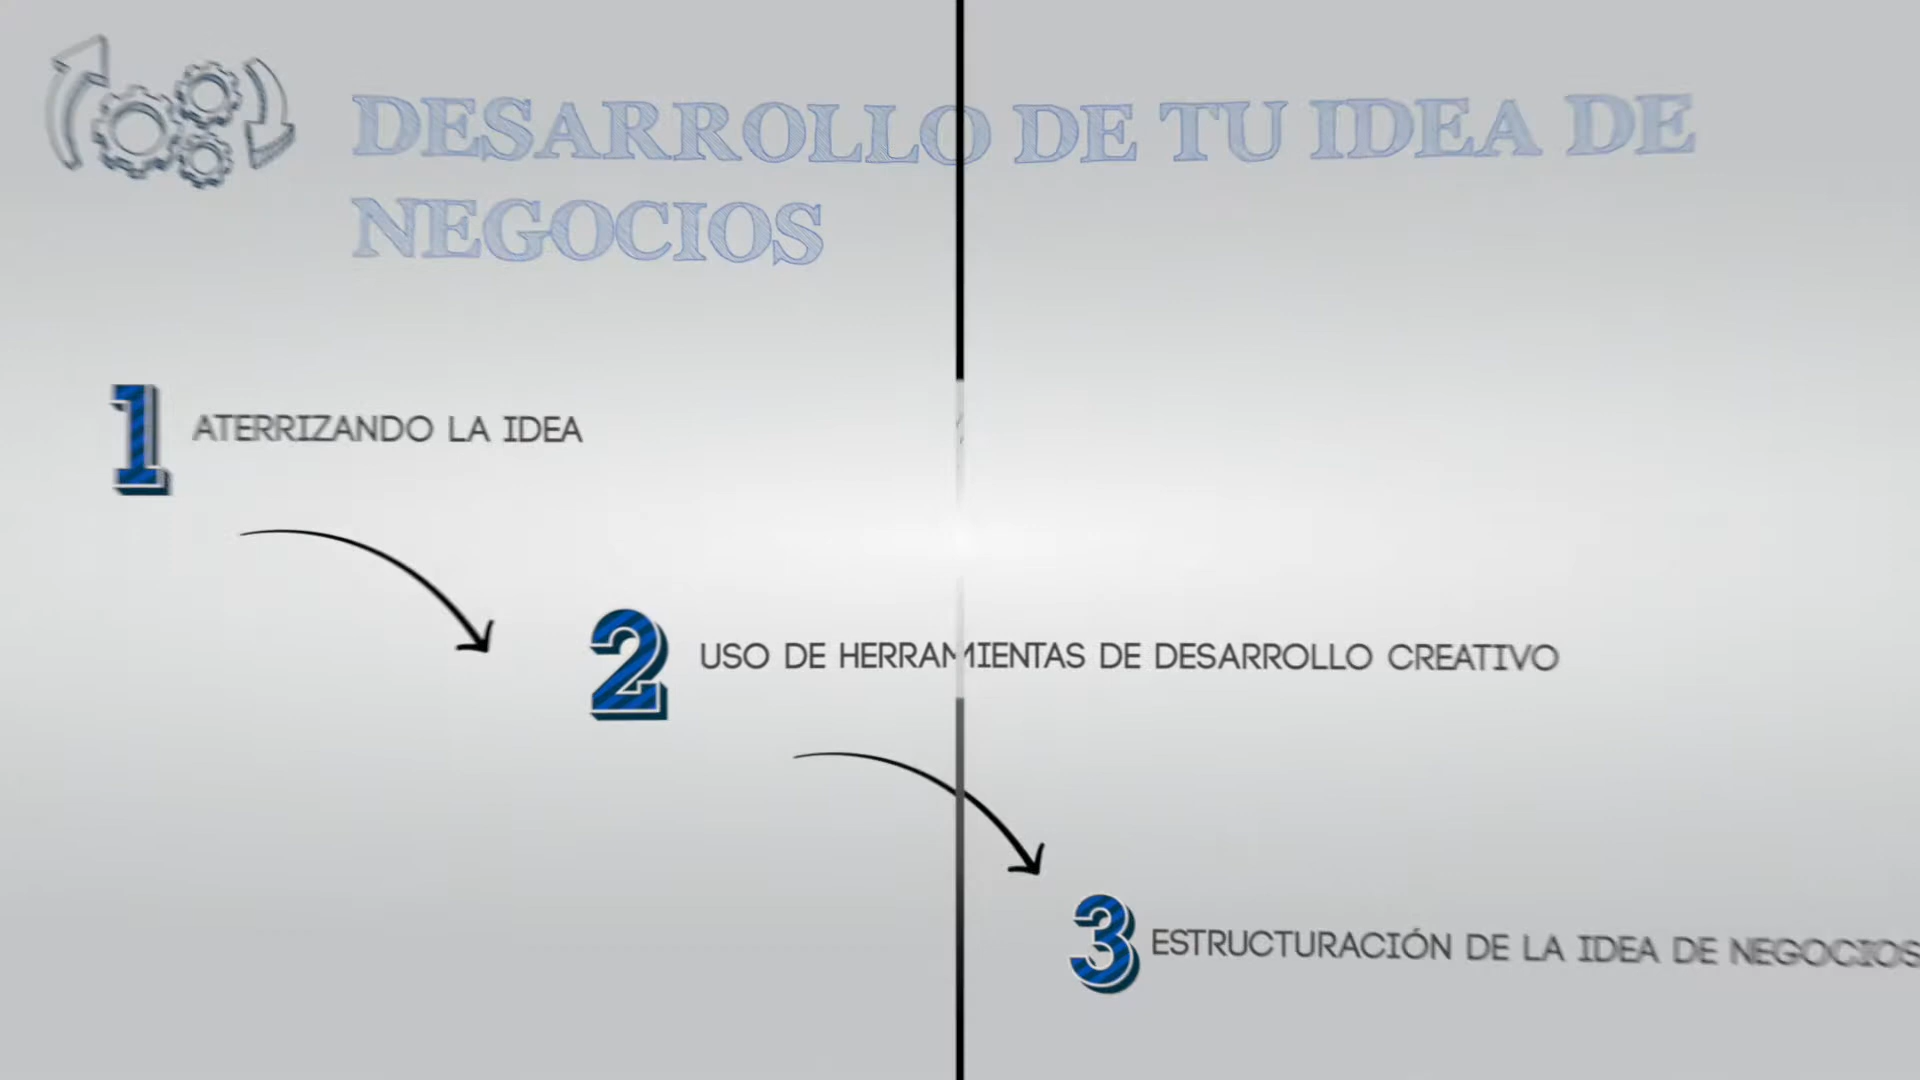 DESARROLLO DE TU IDEA DE
NEGOCIOS
1 ATERRIZANDO LA IDEA
2 USO DE HERRAMIENTAS DE DESARROLLO CREATIVO
3 ESTRUCTURACIÓN DE LA IDEA DE NEGOCIOS